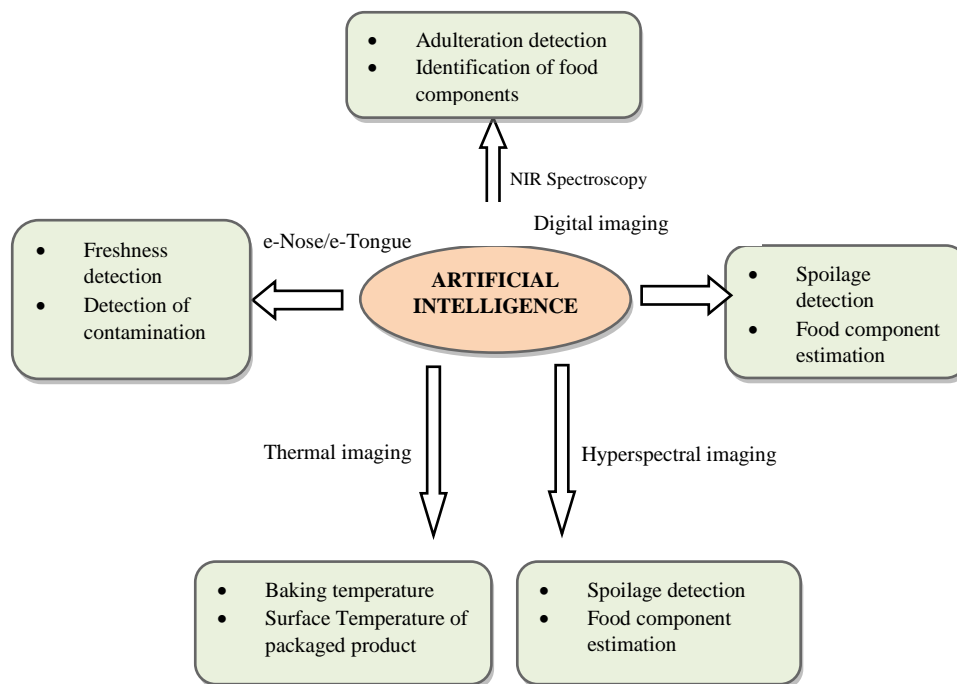 • Adulteration detection
• Identification of food
components
NIR Spectroscopy
Digital imaging
e-Nose/e-Tongue
• Freshness
detection
• Detection of
contamination
ARTIFICIAL
INTELLIGENCE
• Spoilage
detection
• Food component
estimation
Thermal imaging
Hyperspectral imaging
• Baking temperature
• Surface Temperature of
packaged product
• Spoilage detection
• Food component
estimation